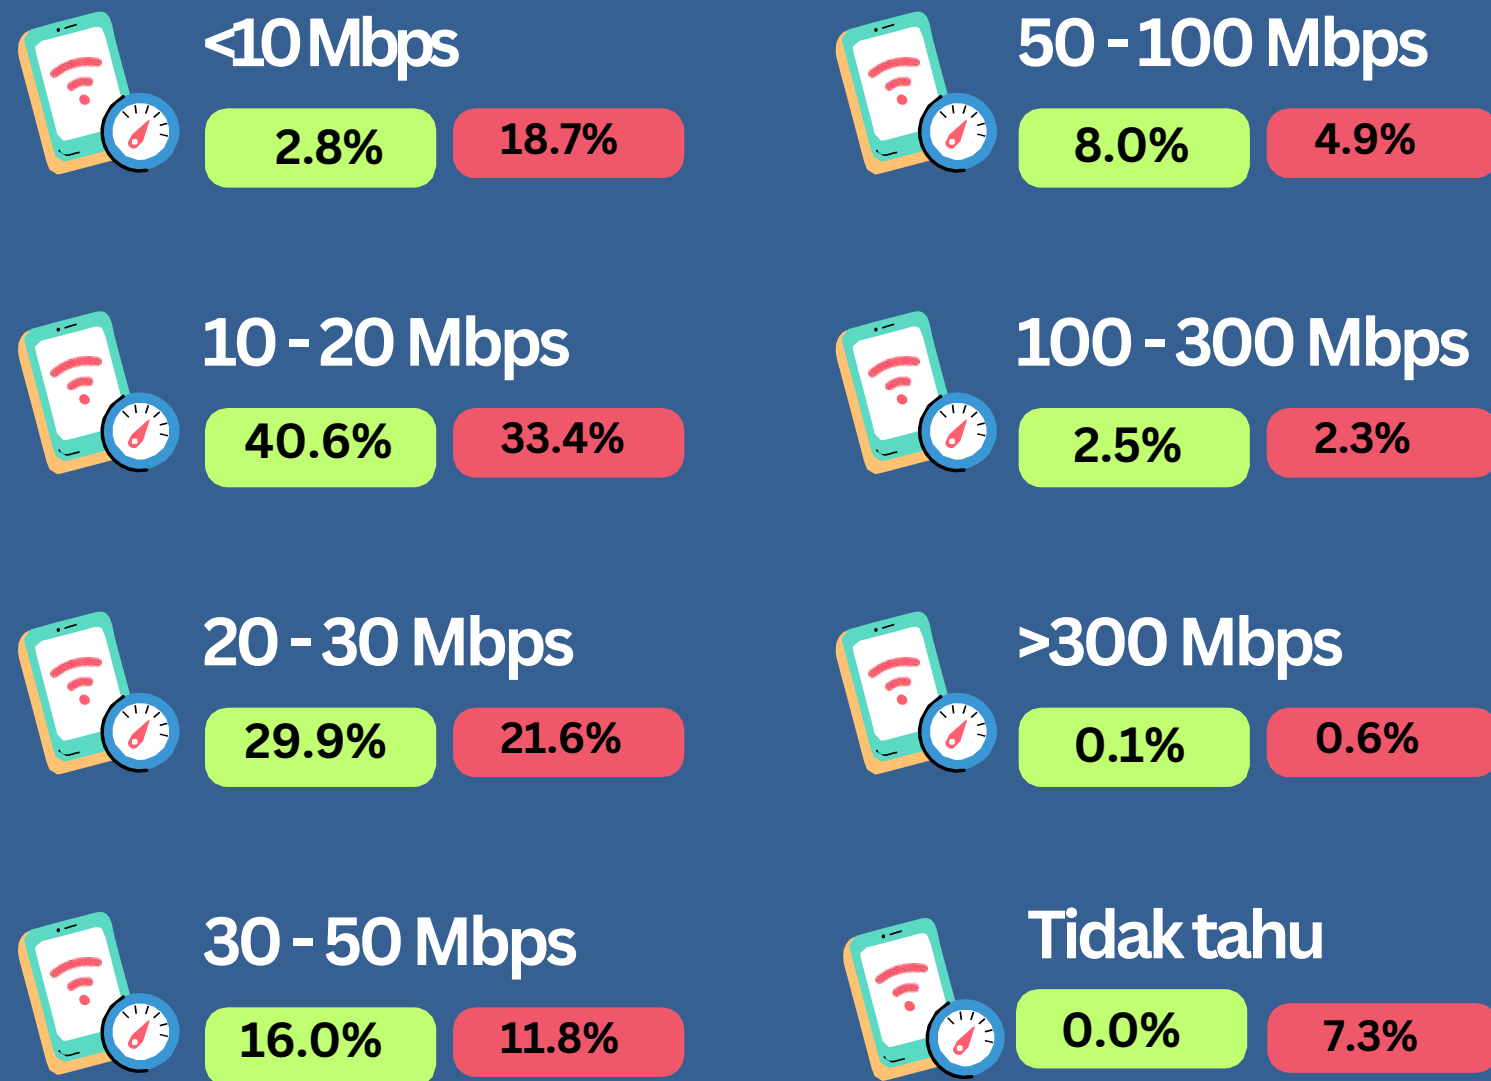 <10 Mbps
2.8% 18.7%
10 - 20 Mbps
40.6% 33.4%
20 - 30 Mbps
29.9% 21.6%
30 - 50 Mbps
16.0% 11.8%
50 - 100 Mbps
8.0% 4.9%
100 - 300 Mbps
2.5% 2.3%
>300 Mbps
0.1% 0.6%
Tidak tahu
0.0% 7.3%